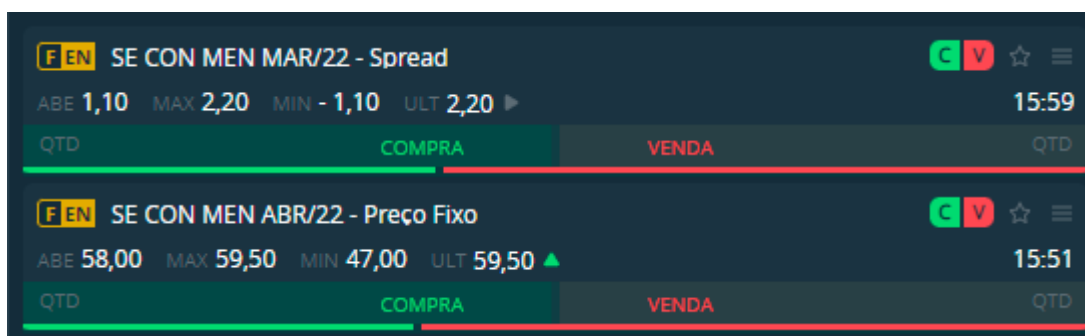 F EN SE CON MEN MAR/22 - Spread C V
ABE 1,10 MAX 2,20 MIN - 1,10 ULT 2,20 15:59
QTD COMPRA VENDA QTD
F EN SE CON MEN ABR/22 - Preço Fixo C V
ABE 58,00 MAX 59,50 MIN 47,00 ULT 59,50 15:51
QTD COMPRA VENDA QTD